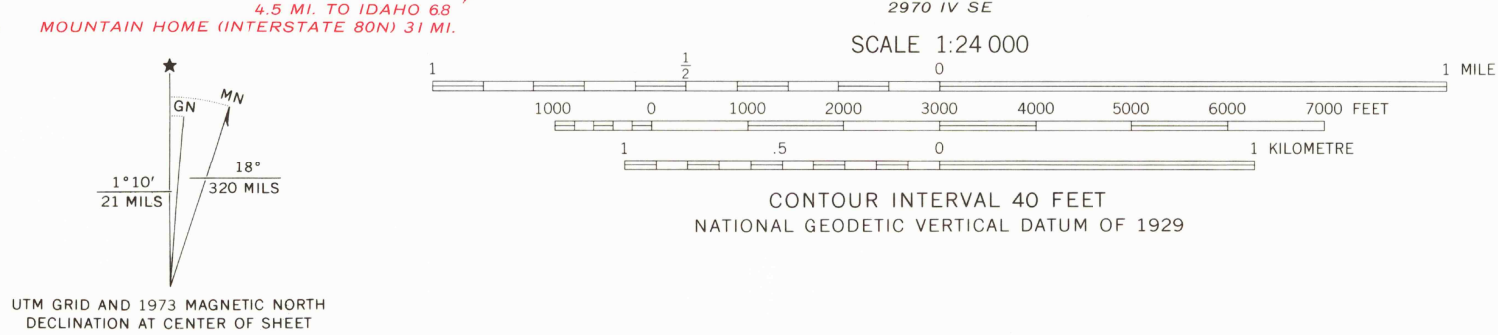 4.5 MI. TO IDAHO 68
MOUNTAIN HOME (INTERSTATE 80N) 31 MI.
2970 IV SE
SCALE 1:24 000
1 1/2 0 1 MILE
1000 0 1000 2000 3000 4000 5000 6000 7000 FEET
1 .5 0 1 KILOMETRE
CONTOUR INTERVAL 40 FEET
NATIONAL GEODETIC VERTICAL DATUM OF 1929
★
GN
MN
1°10′
21 MILS
18°
320 MILS
UTM GRID AND 1973 MAGNETIC NORTH
DECLINATION AT CENTER OF SHEET